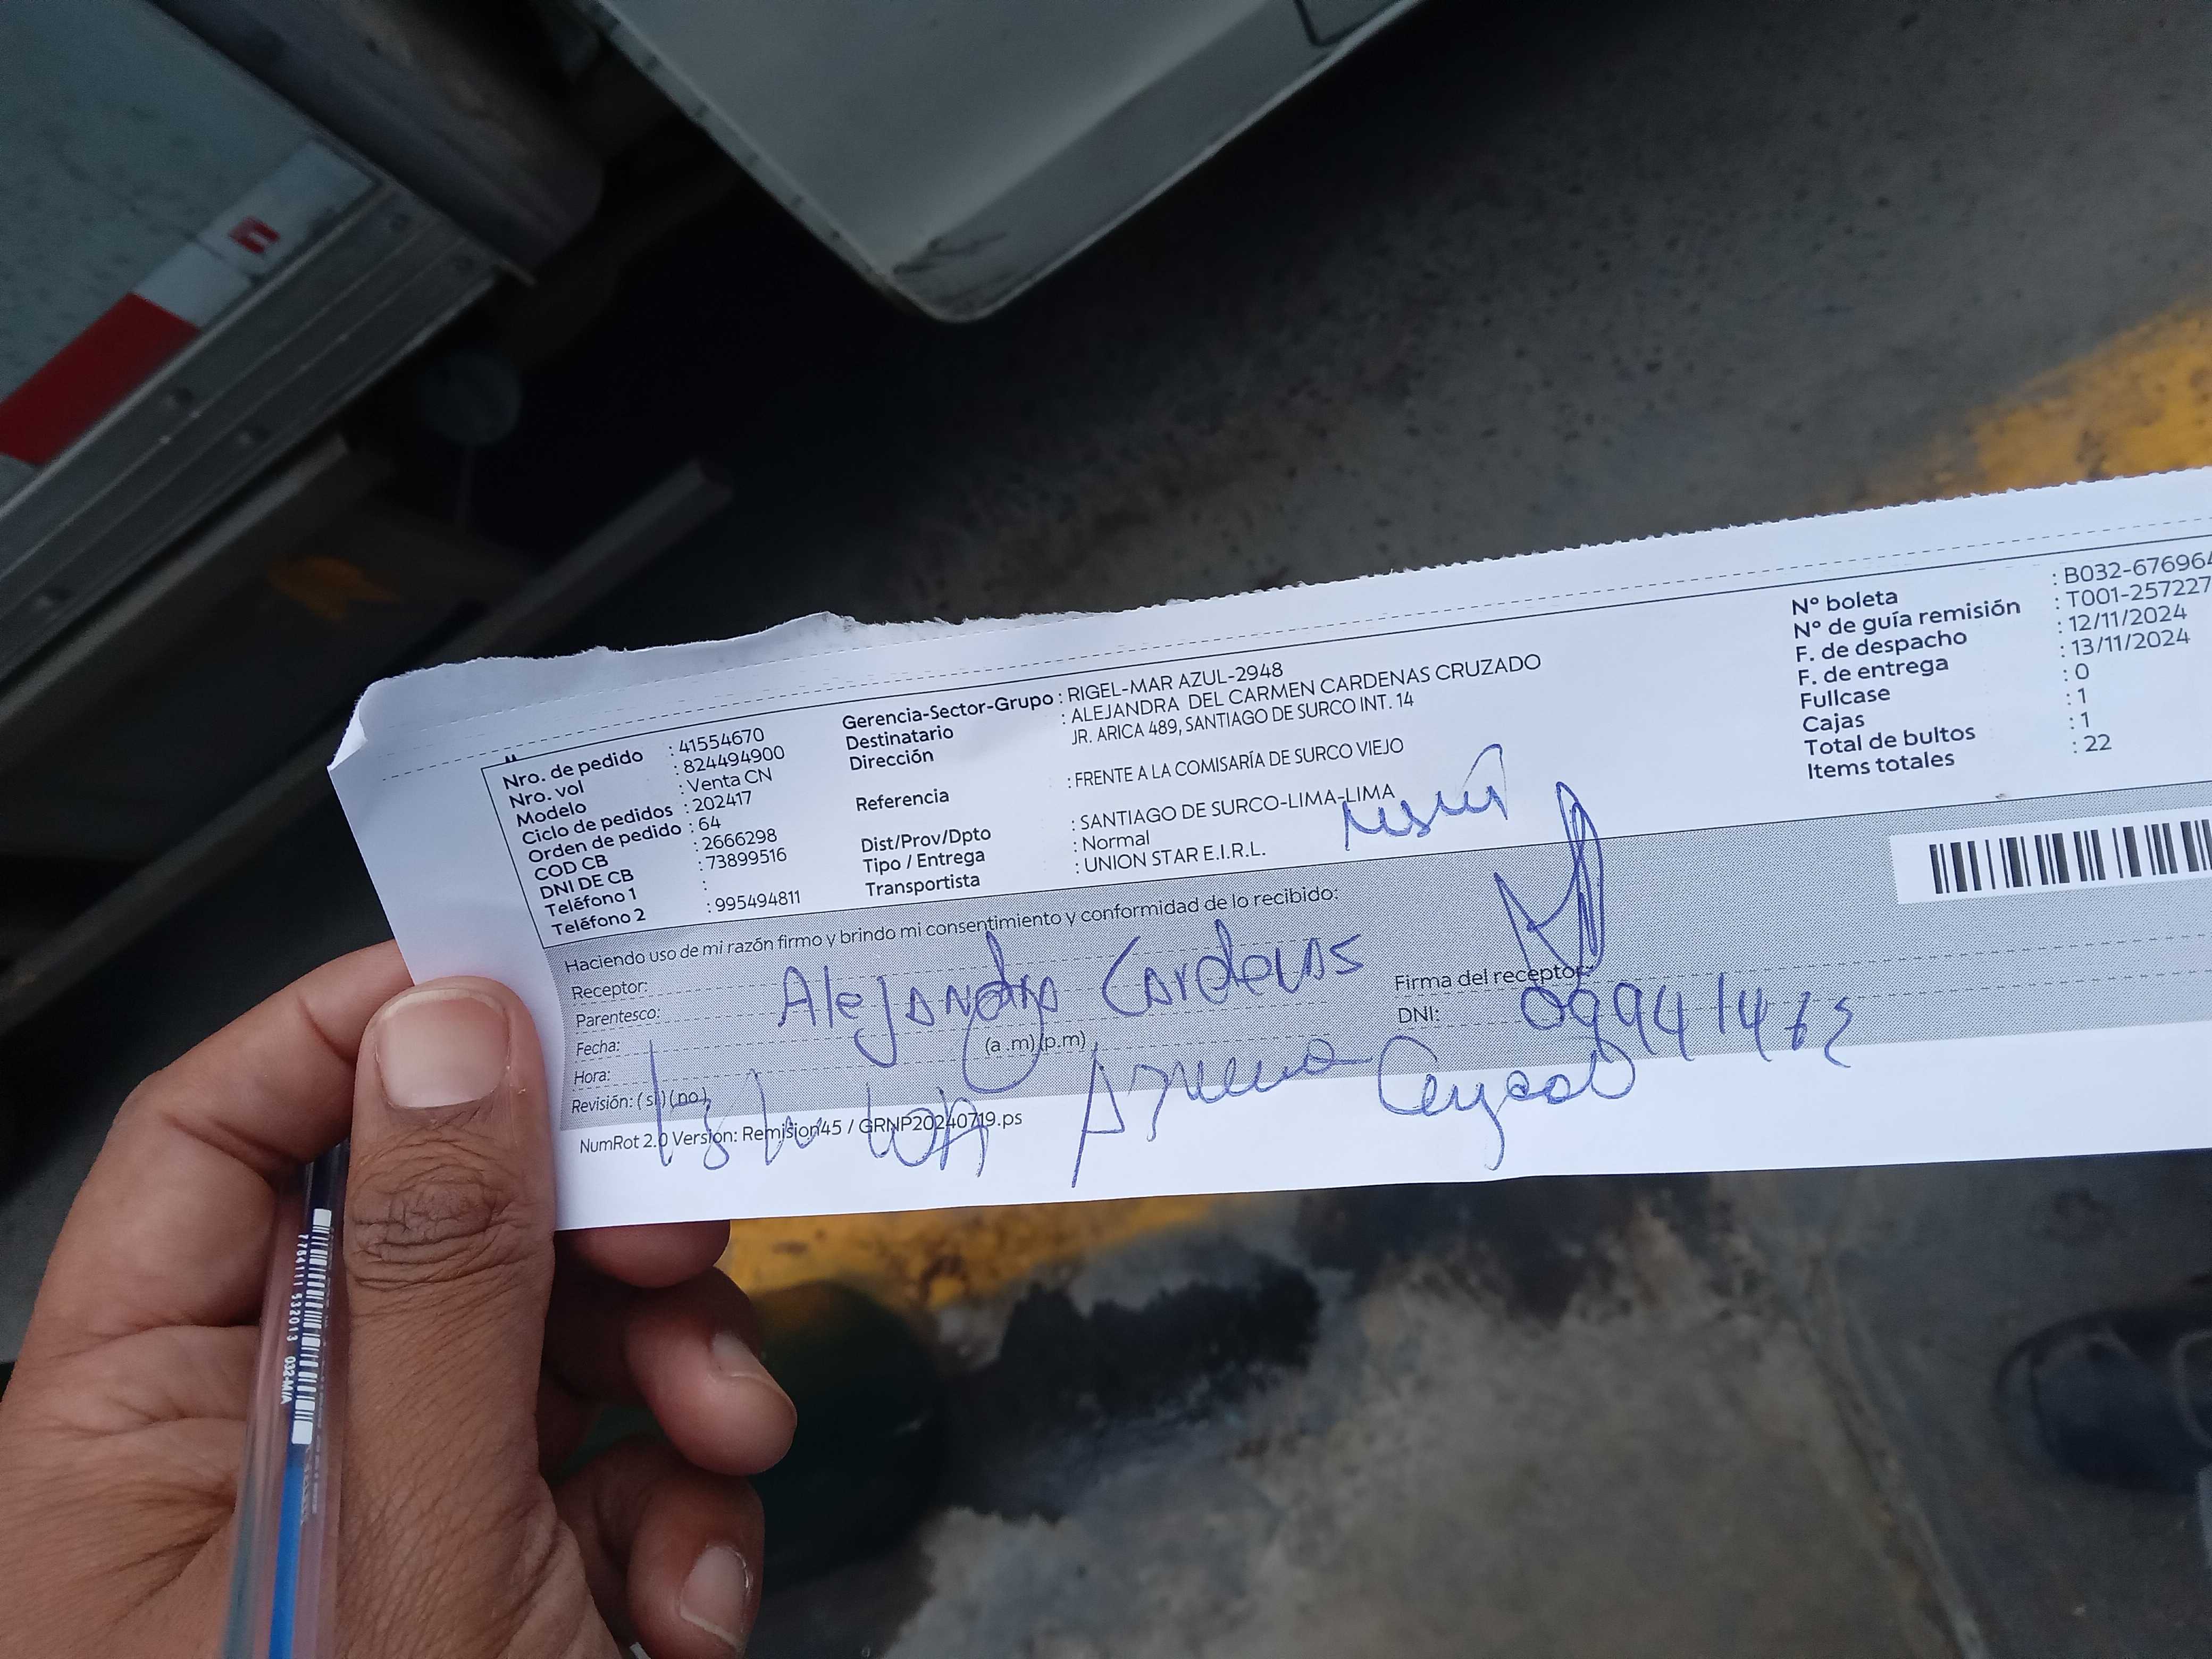 Nro. de pedido : 41554670
Nro. vol : 824494900
Modelo : Venta CN
Ciclo de pedidos : 202417
Orden de pedido : 64
COD CB : 2666298
DNI DE CB : 73899516
Teléfono 1 :
Teléfono 2 : 995494811
Gerencia-Sector-Grupo : RIGEL-MAR AZUL-2948
Destinatario : ALEJANDRA DEL CARMEN CARDENAS CRUZADO
Dirección JR. ARICA 489, SANTIAGO DE SURCO INT. 14
Referencia : FRENTE A LA COMISARÍA DE SURCO VIEJO
Dist/Prov/Dpto : SANTIAGO DE SURCO-LIMA-LIMA
Tipo / Entrega : Normal
Transportista : UNION STAR E.I.R.L.
Nº boleta : B032-676964
Nº de guía remisión : T001-257227
F. de despacho : 12/11/2024
F. de entrega : 13/11/2024
Fullcase : 0
Cajas : 1
Total de bultos : 1
Items totales : 22
Haciendo uso de mi razón firmo y brindo mi consentimiento y conformidad de lo recibido:
Receptor:
Parentesco: Alejandra Cardenas
Fecha:
Hora: (a.m) (p.m)
Revisión: (si) (no)
Firma del receptor:
DNI:
NumRot 2.0 Versión: Remision45 / GRNP20240719.ps
032-M/A